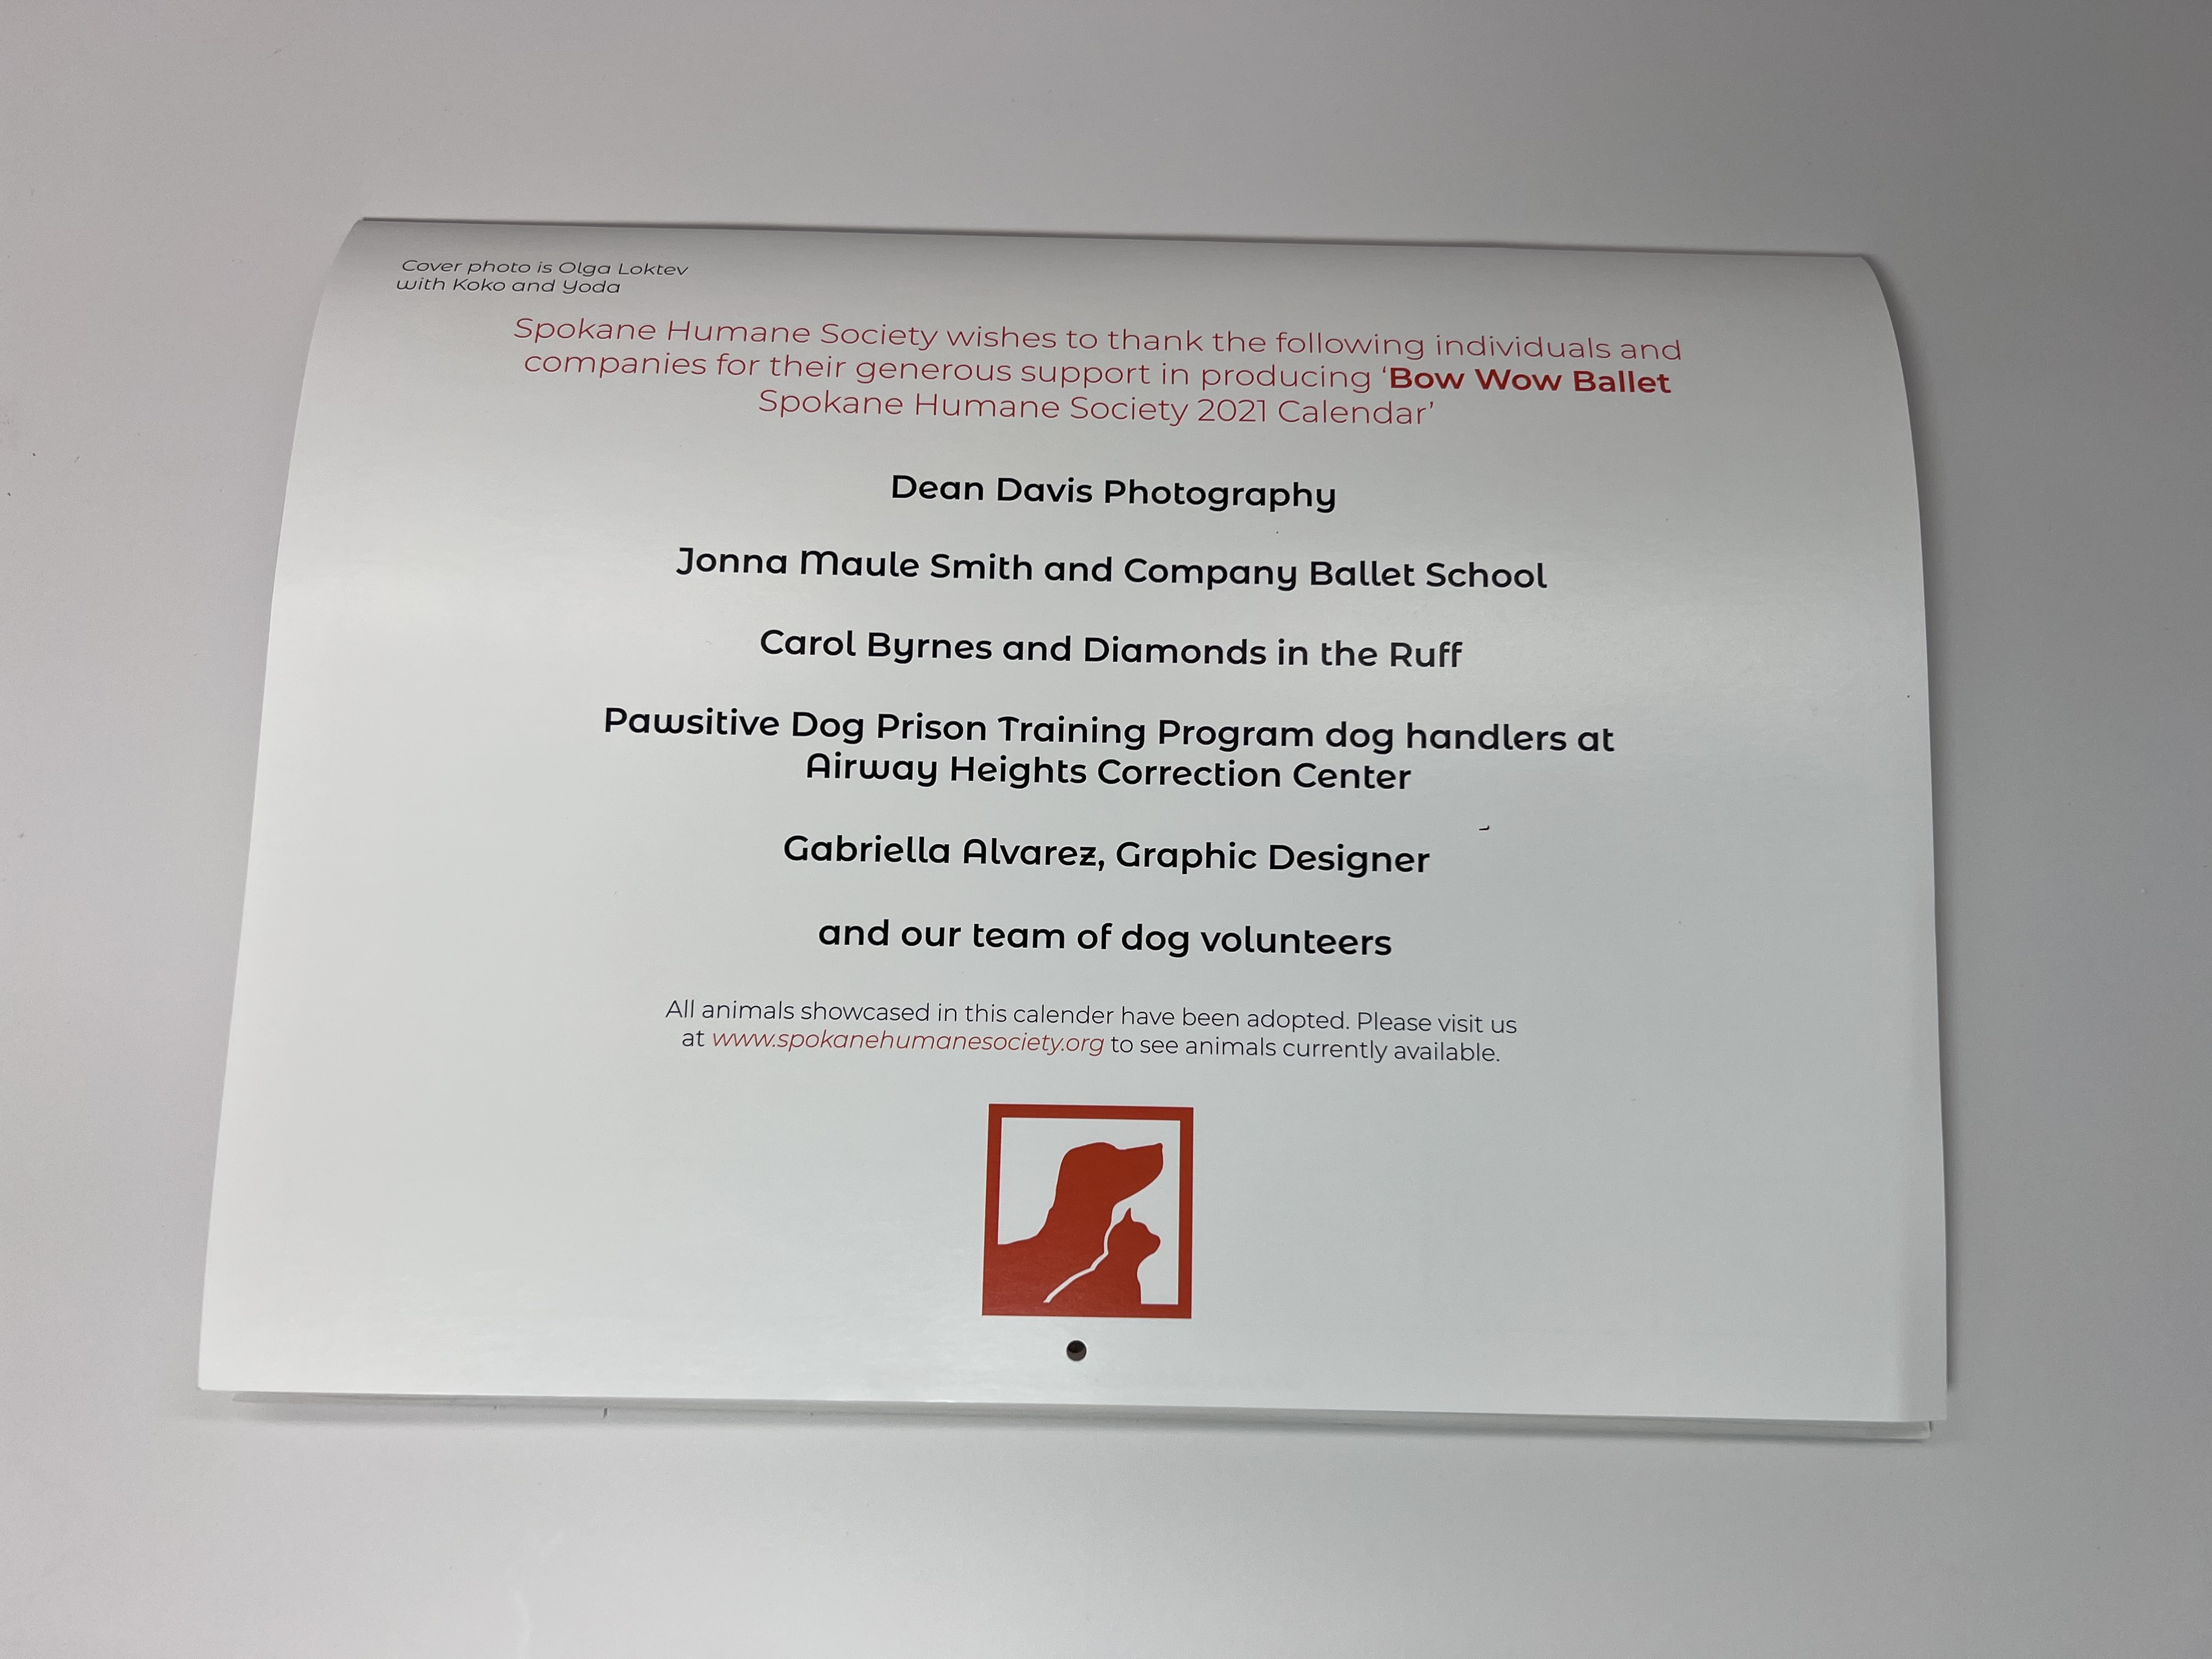 Cover photo is Olga Loktev
with Koko and Yoda
Spokane Humane Society wishes to thank the following individuals and
companies for their generous support in producing ‘Bow Wow Ballet
Spokane Humane Society 2021 Calendar’
Dean Davis Photography
Jonna Maule Smith and Company Ballet School
Carol Byrnes and Diamonds in the Ruff
Pawsitive Dog Prison Training Program dog handlers at
Airway Heights Correction Center
Gabriella Alvarez, Graphic Designer
and our team of dog volunteers
All animals showcased in this calender have been adopted. Please visit us
at www.spokanehumanesociety.org to see animals currently available.